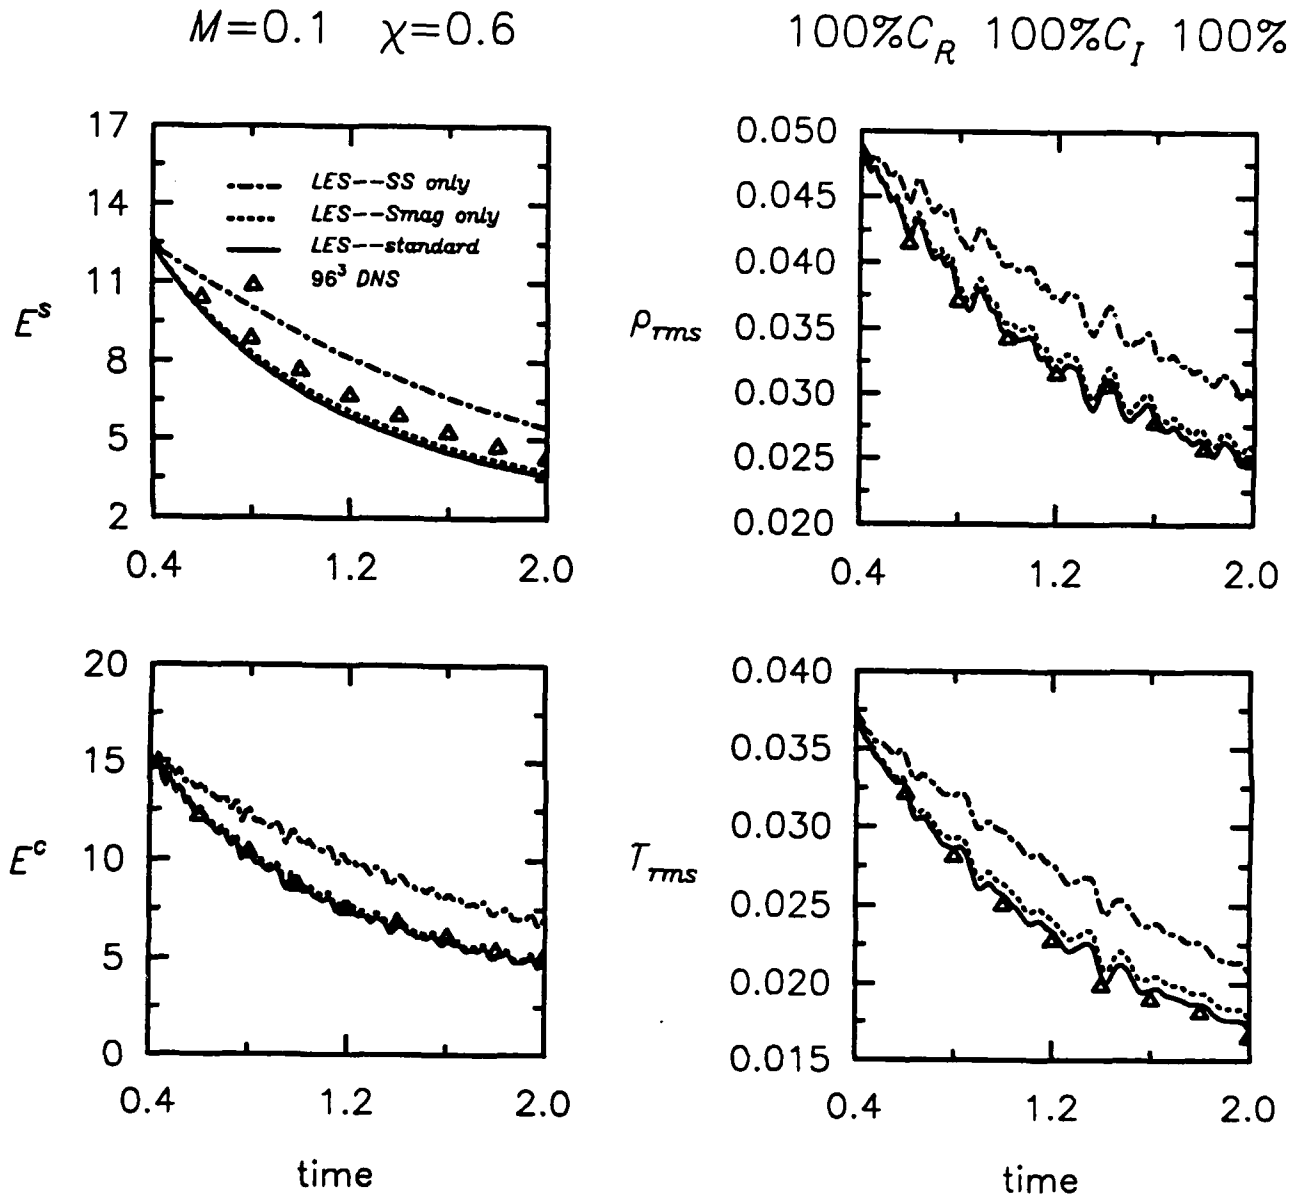 M=0.1 χ=0.6
100%C_R 100%C_I 100%
17
14
11
8
5
2
E^s
LES--SS only
LES--Smag only
LES--standard
96³ DNS
0.4 1.2 2.0
0.050
0.045
0.040
0.035
0.030
0.025
0.020
ρ_rms
0.4 1.2 2.0
20
15
10
5
0
E^c
0.4 1.2 2.0
time
0.040
0.035
0.030
0.025
0.020
0.015
T_rms
0.4 1.2 2.0
time